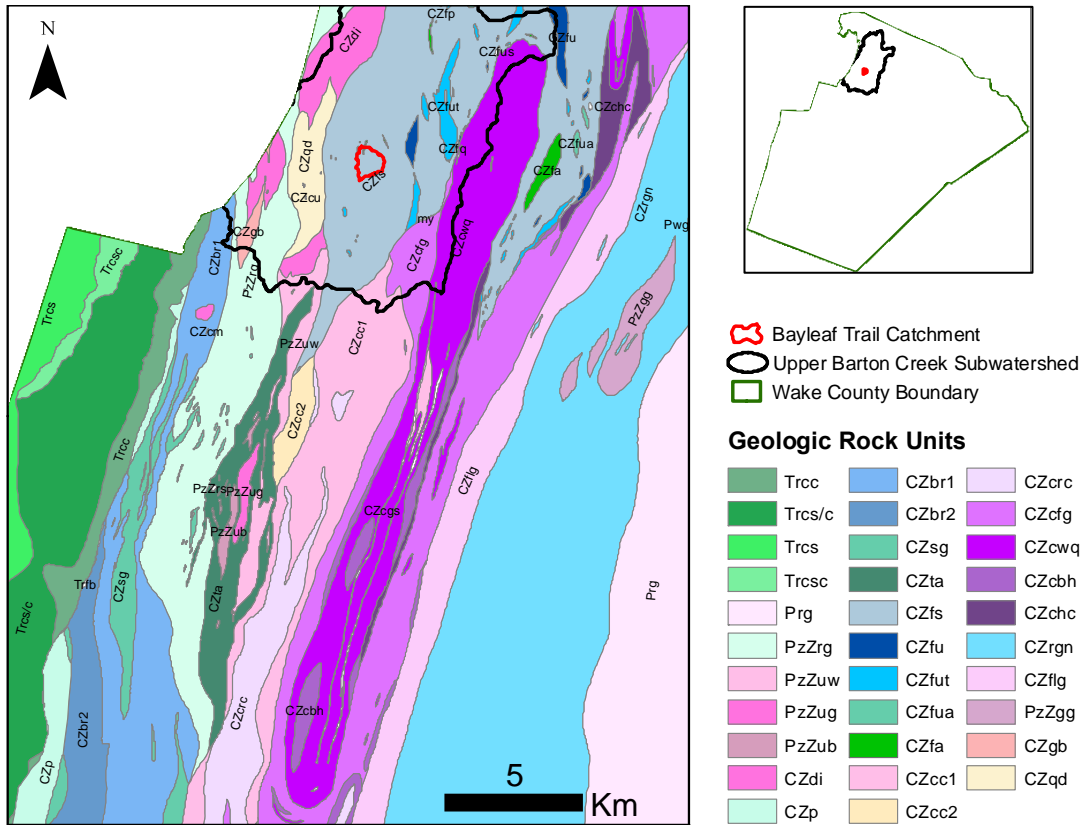 N
CZfp
CZdi
CZfus
CZfu
CZfut
CZchc
CZqd
CZfq
CZfua
CZfs
CZfa
CZlcu
CZrgn
my
Pwg
CZgb
CZbr1
CZcfg
CZcwq
Trcsc
PzZrg
Trcs
PzZgg
CZcm
PzZuw
CZcc1
CZcc2
Trcc
CZflg
PzZrs
PzZug
CZcgs
PzZub
Trfb
CZsg
Prg
CZta
Trcs/c
CZcrc
CZcbh
CZbr2
CZp
5
Km
Bayleaf Trail Catchment
Upper Barton Creek Subwatershed
Wake County Boundary
Geologic Rock Units
Trcc
Trcs/c
Trcs
Trcsc
Prg
PzZrg
PzZuw
PzZug
PzZub
CZdi
CZp
CZbr1
CZbr2
CZsg
CZta
CZfs
CZfu
CZfut
CZfua
CZfa
CZcc1
CZcc2
CZcrc
CZcfg
CZcwq
CZcbh
CZchc
CZrgn
CZflg
PzZgg
CZgb
CZqd